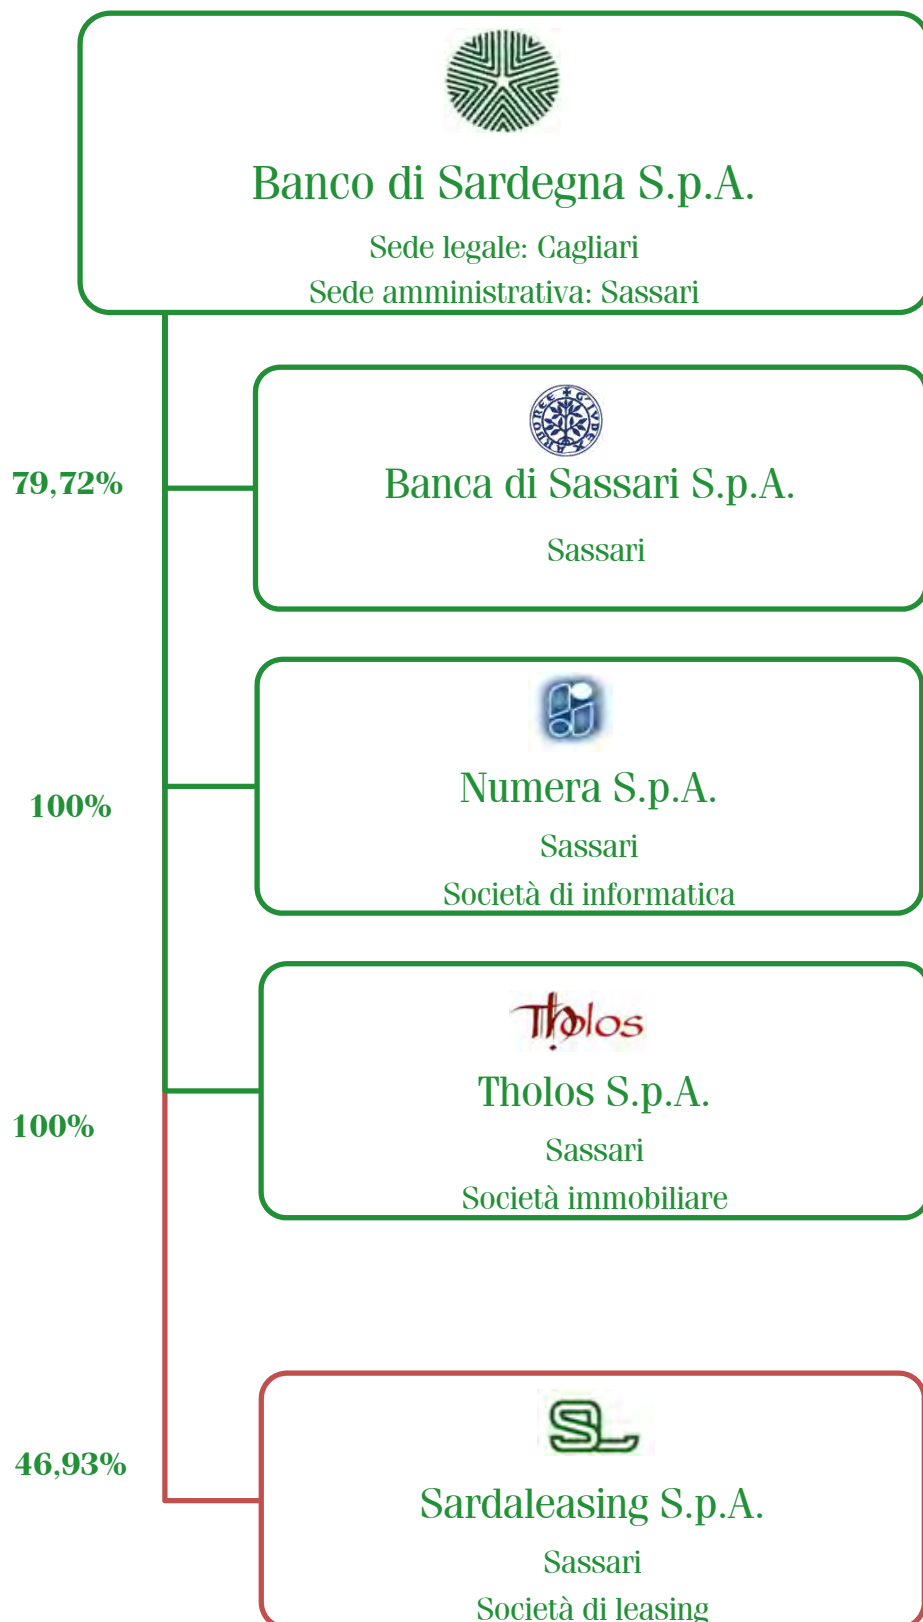 Banco di Sardegna S.p.A.
Sede legale: Cagliari
Sede amministrativa: Sassari
79,72%
Banca di Sassari S.p.A.
Sassari
100%
Numera S.p.A.
Sassari
Società di informatica
Tholos
100%
Tholos S.p.A.
Sassari
Società immobiliare
SL
46,93%
Sardaleasing S.p.A.
Sassari
Società di leasing